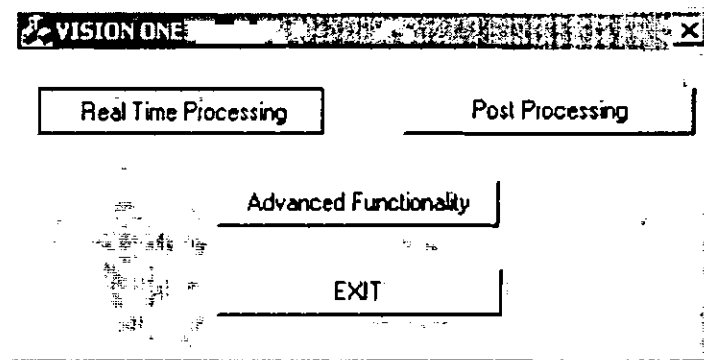 VISION ONE
Real Time Processing
Post Processing
Advanced Functionality
EXIT